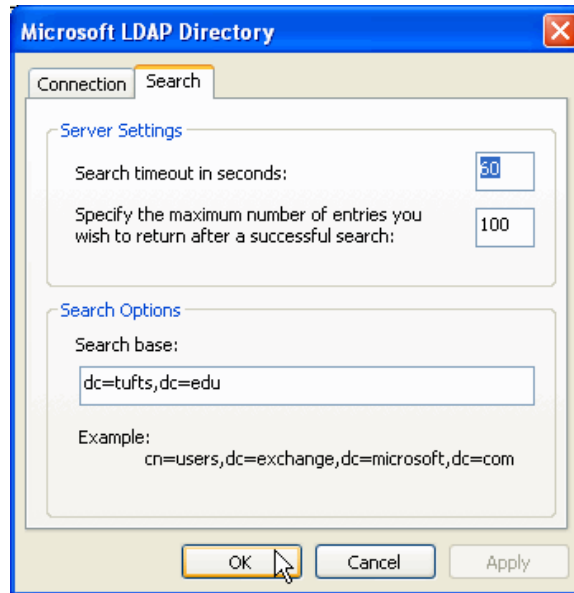 Microsoft LDAP Directory
Connection
Search
Server Settings
Search timeout in seconds:
60
Specify the maximum number of entries you
wish to return after a successful search:
100
Search Options
Search base:
dc=tufts,dc=edu
Example:
cn=users,dc=exchange,dc=microsoft,dc=com
OK
Cancel
Apply